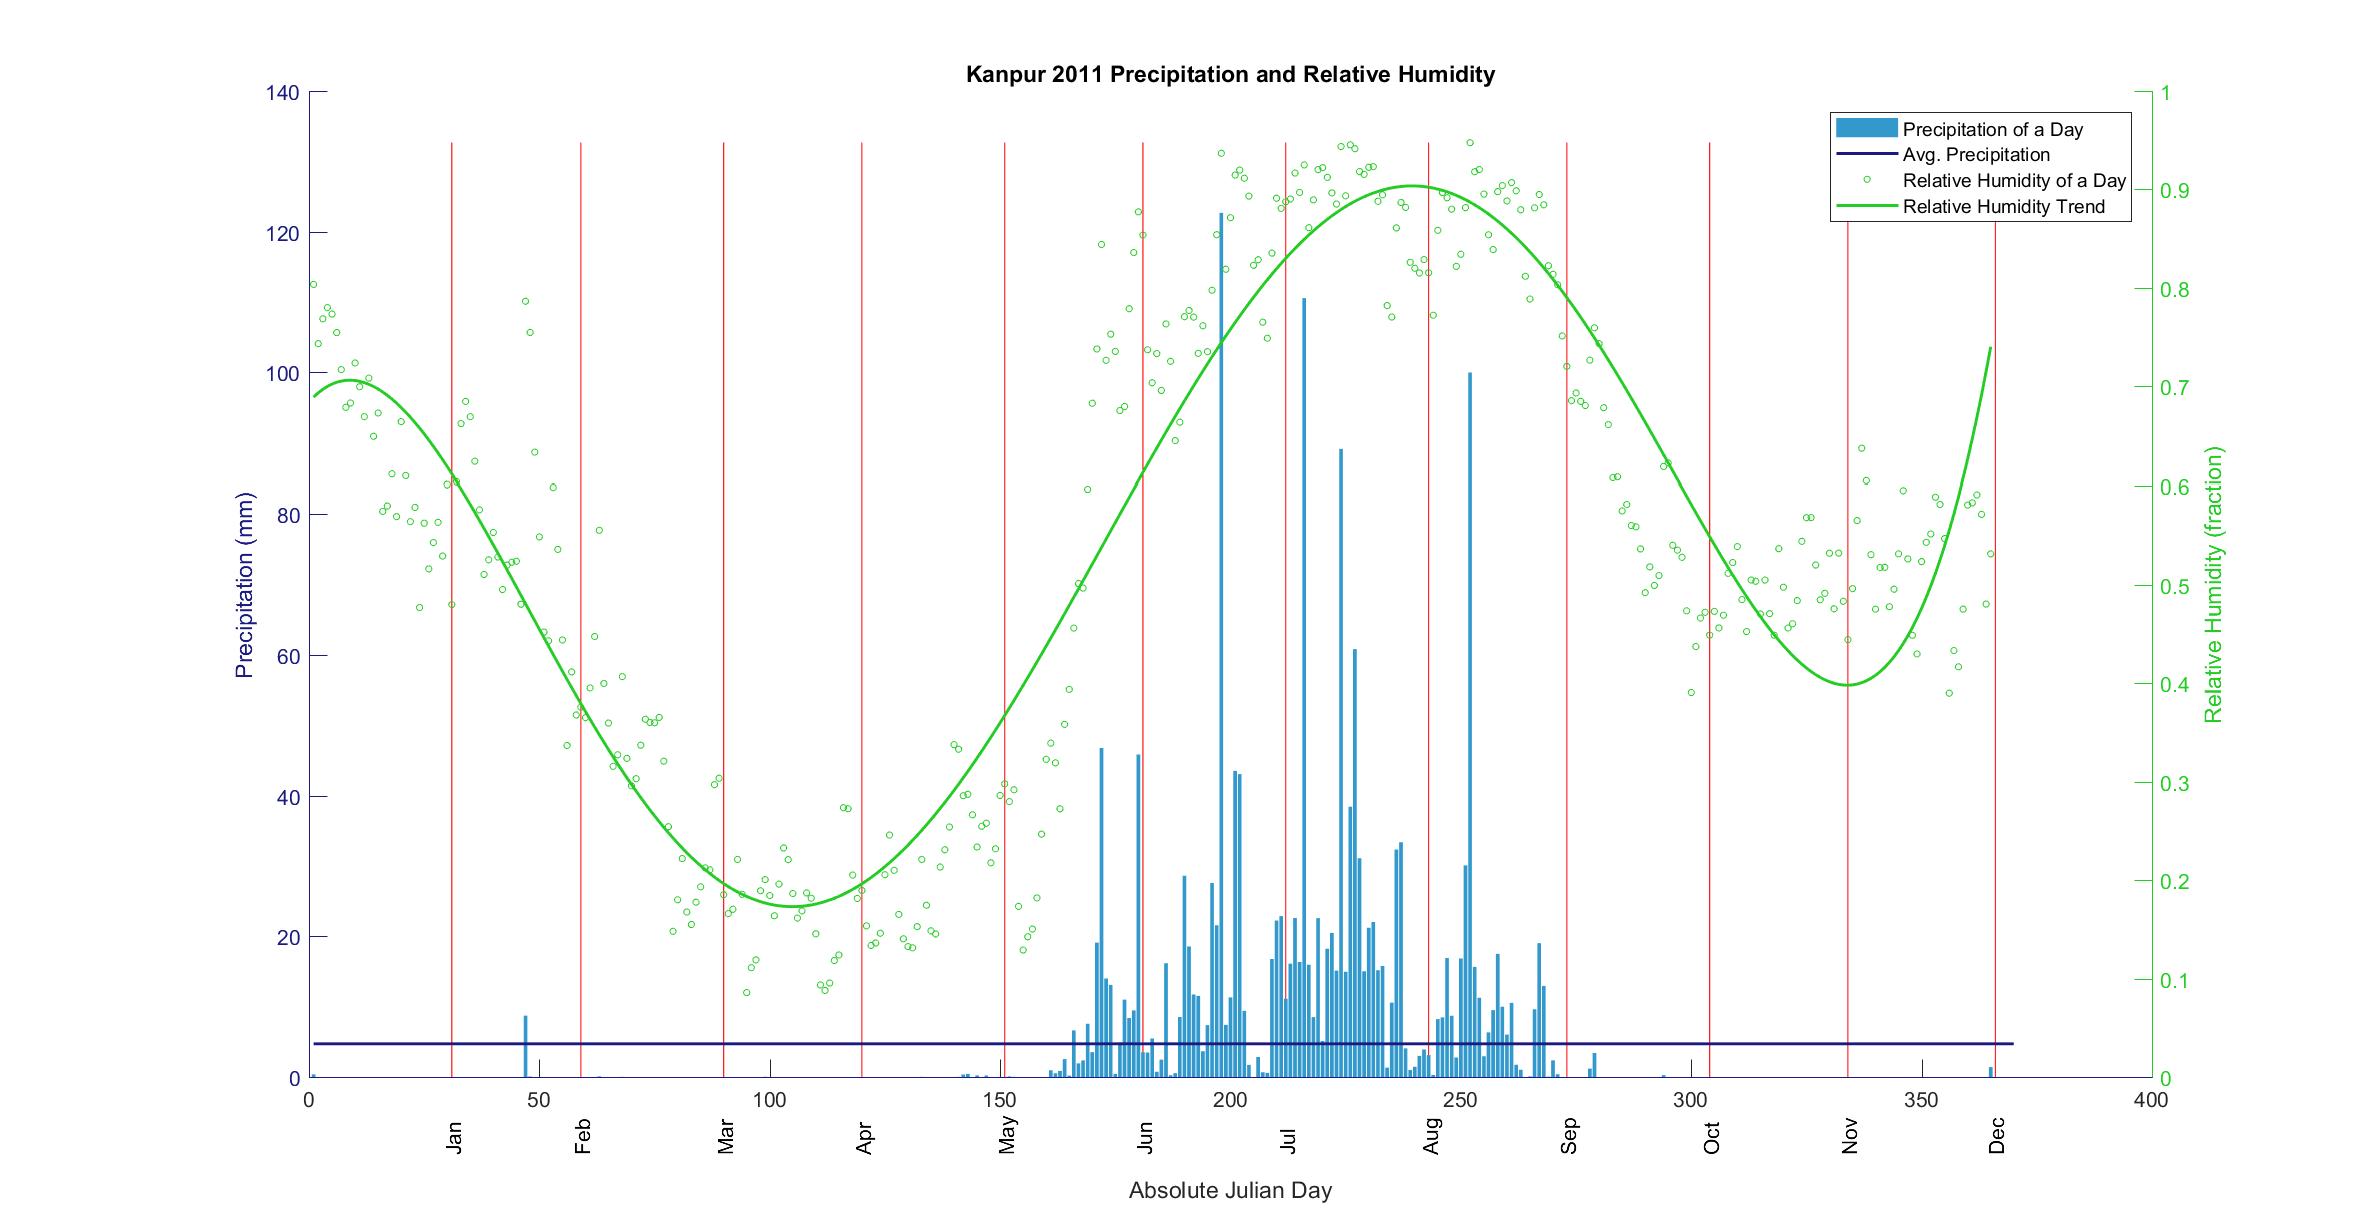 Kanpur 2011 Precipitation and Relative Humidity
140
120
100
80
60
40
20
0
Precipitation (mm)
1
0.9
0.8
0.7
0.6
0.5
0.4
0.3
0.2
0.1
0
Relative Humidity (fraction)
Precipitation of a Day
Avg. Precipitation
Relative Humidity of a Day
Relative Humidity Trend
0 50 100 150 200 250 300 350 400
Jan Feb Mar Apr May Jun Jul Aug Sep Oct Nov Dec
Absolute Julian Day